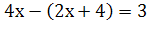 4x − (2x + 4) = 3